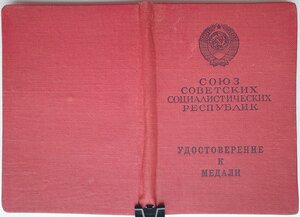 СОЮЗ
СОВЕТСКИХ
СОЦИАЛИСТИЧЕСКИХ
РЕСПУБЛИК
УДОСТОВЕРЕНИЕ
К
МЕДАЛИ